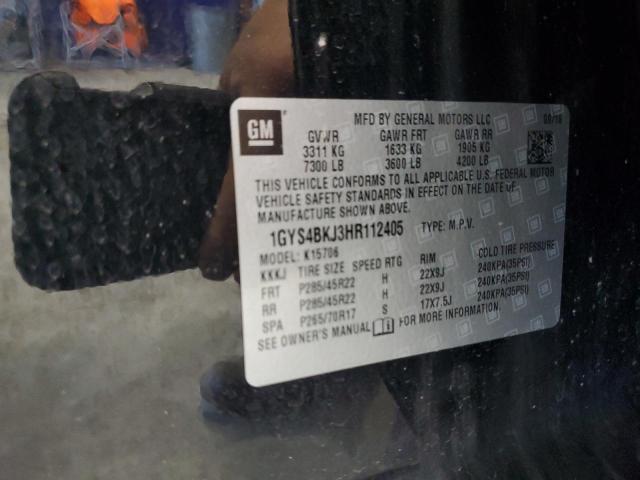 GM
MFD BY GENERAL MOTORS LLC 08/16
GVWR GAWR FRT GAWR RR
3311 KG 1633 KG 1905 KG
7300 LB 3600 LB 4200 LB
THIS VEHICLE CONFORMS TO ALL APPLICABLE U.S. FEDERAL MOTOR
VEHICLE SAFETY STANDARDS IN EFFECT ON THE DATE OF
MANUFACTURE SHOWN ABOVE.
1GYS4BKJ3HR112405 TYPE: M.P.V.
MODEL: K15706
KKKJ TIRE SIZE SPEED RTG RIM COLD TIRE PRESSURE
FRT P285/45R22 H 22X9J 240KPA(35PSI)
RR P285/45R22 H 22X9J 240KPA(35PSI)
SPA P265/70R17 S 17X7.5J 240KPA(35PSI)
SEE OWNER'S MANUAL FOR MORE INFORMATION.